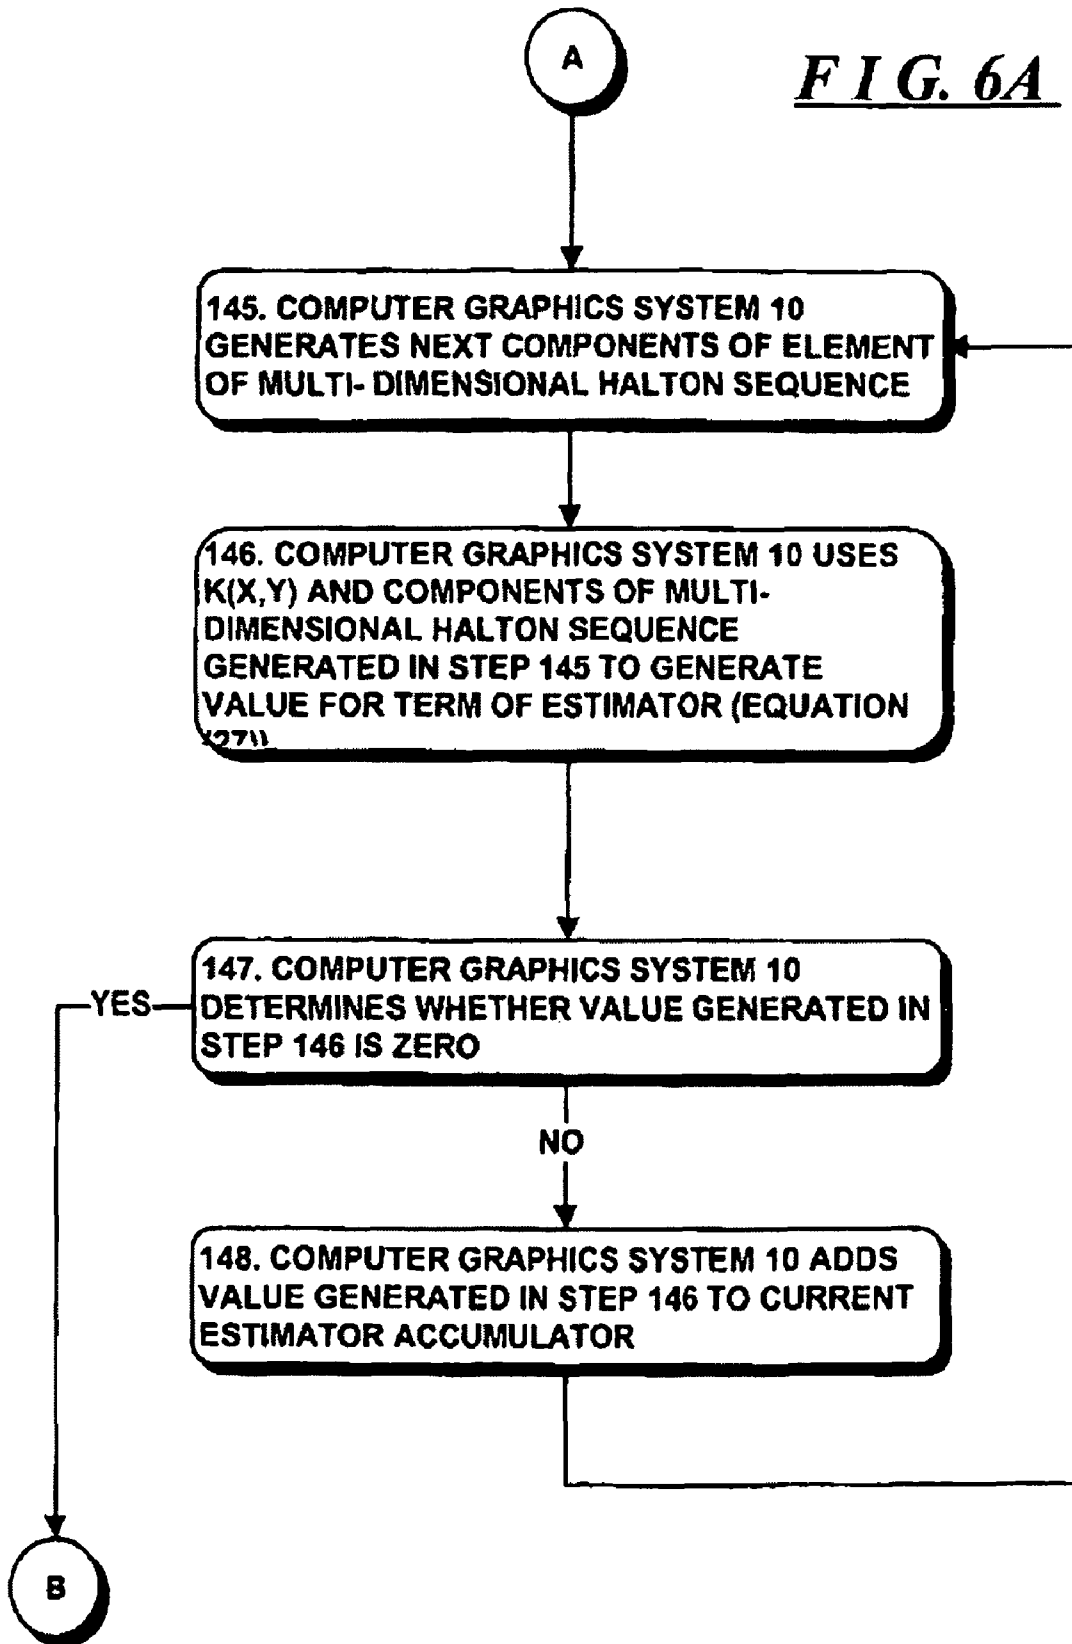 A
F I G. 6A
145. COMPUTER GRAPHICS SYSTEM 10
GENERATES NEXT COMPONENTS OF ELEMENT
OF MULTI- DIMENSIONAL HALTON SEQUENCE
146. COMPUTER GRAPHICS SYSTEM 10 USES
K(X,Y) AND COMPONENTS OF MULTI-
DIMENSIONAL HALTON SEQUENCE
GENERATED IN STEP 145 TO GENERATE
VALUE FOR TERM OF ESTIMATOR (EQUATION
(27))
147. COMPUTER GRAPHICS SYSTEM 10
DETERMINES WHETHER VALUE GENERATED IN
STEP 146 IS ZERO
YES
NO
148. COMPUTER GRAPHICS SYSTEM 10 ADDS
VALUE GENERATED IN STEP 146 TO CURRENT
ESTIMATOR ACCUMULATOR
B